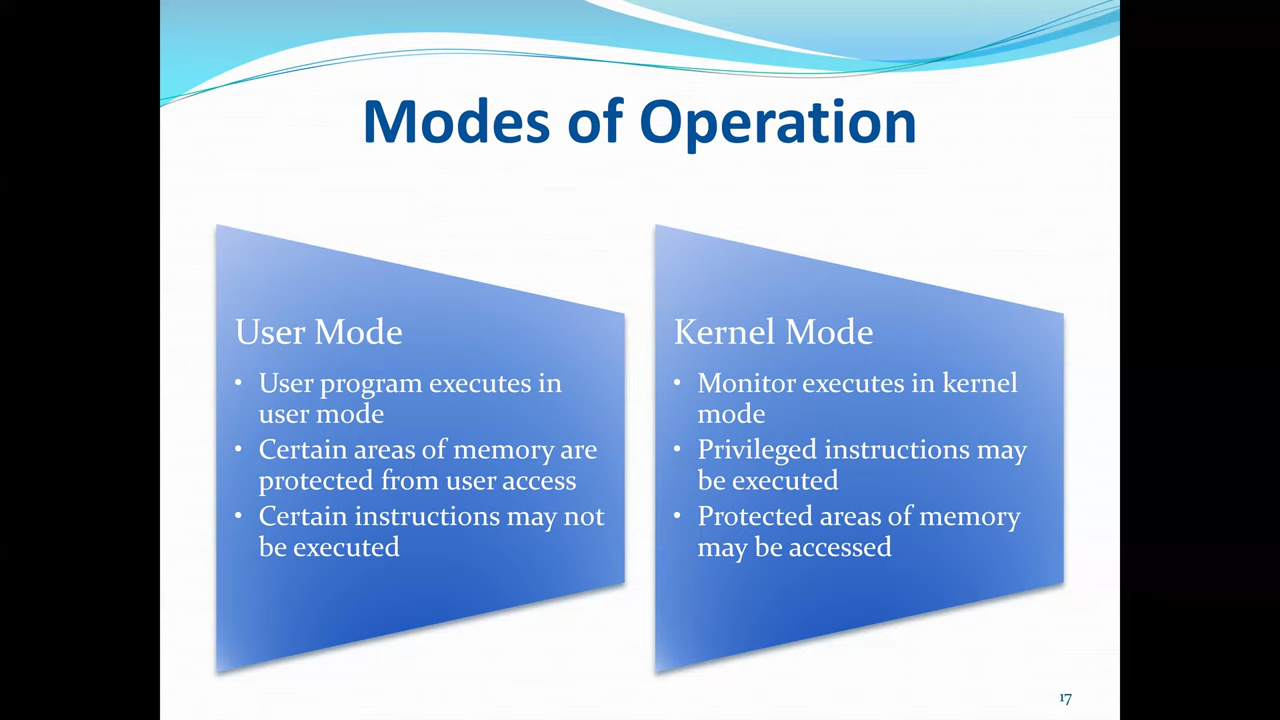 Modes of Operation
User Mode
• User program executes in
user mode
• Certain areas of memory are
protected from user access
• Certain instructions may not
be executed
Kernel Mode
• Monitor executes in kernel
mode
• Privileged instructions may
be executed
• Protected areas of memory
may be accessed
17